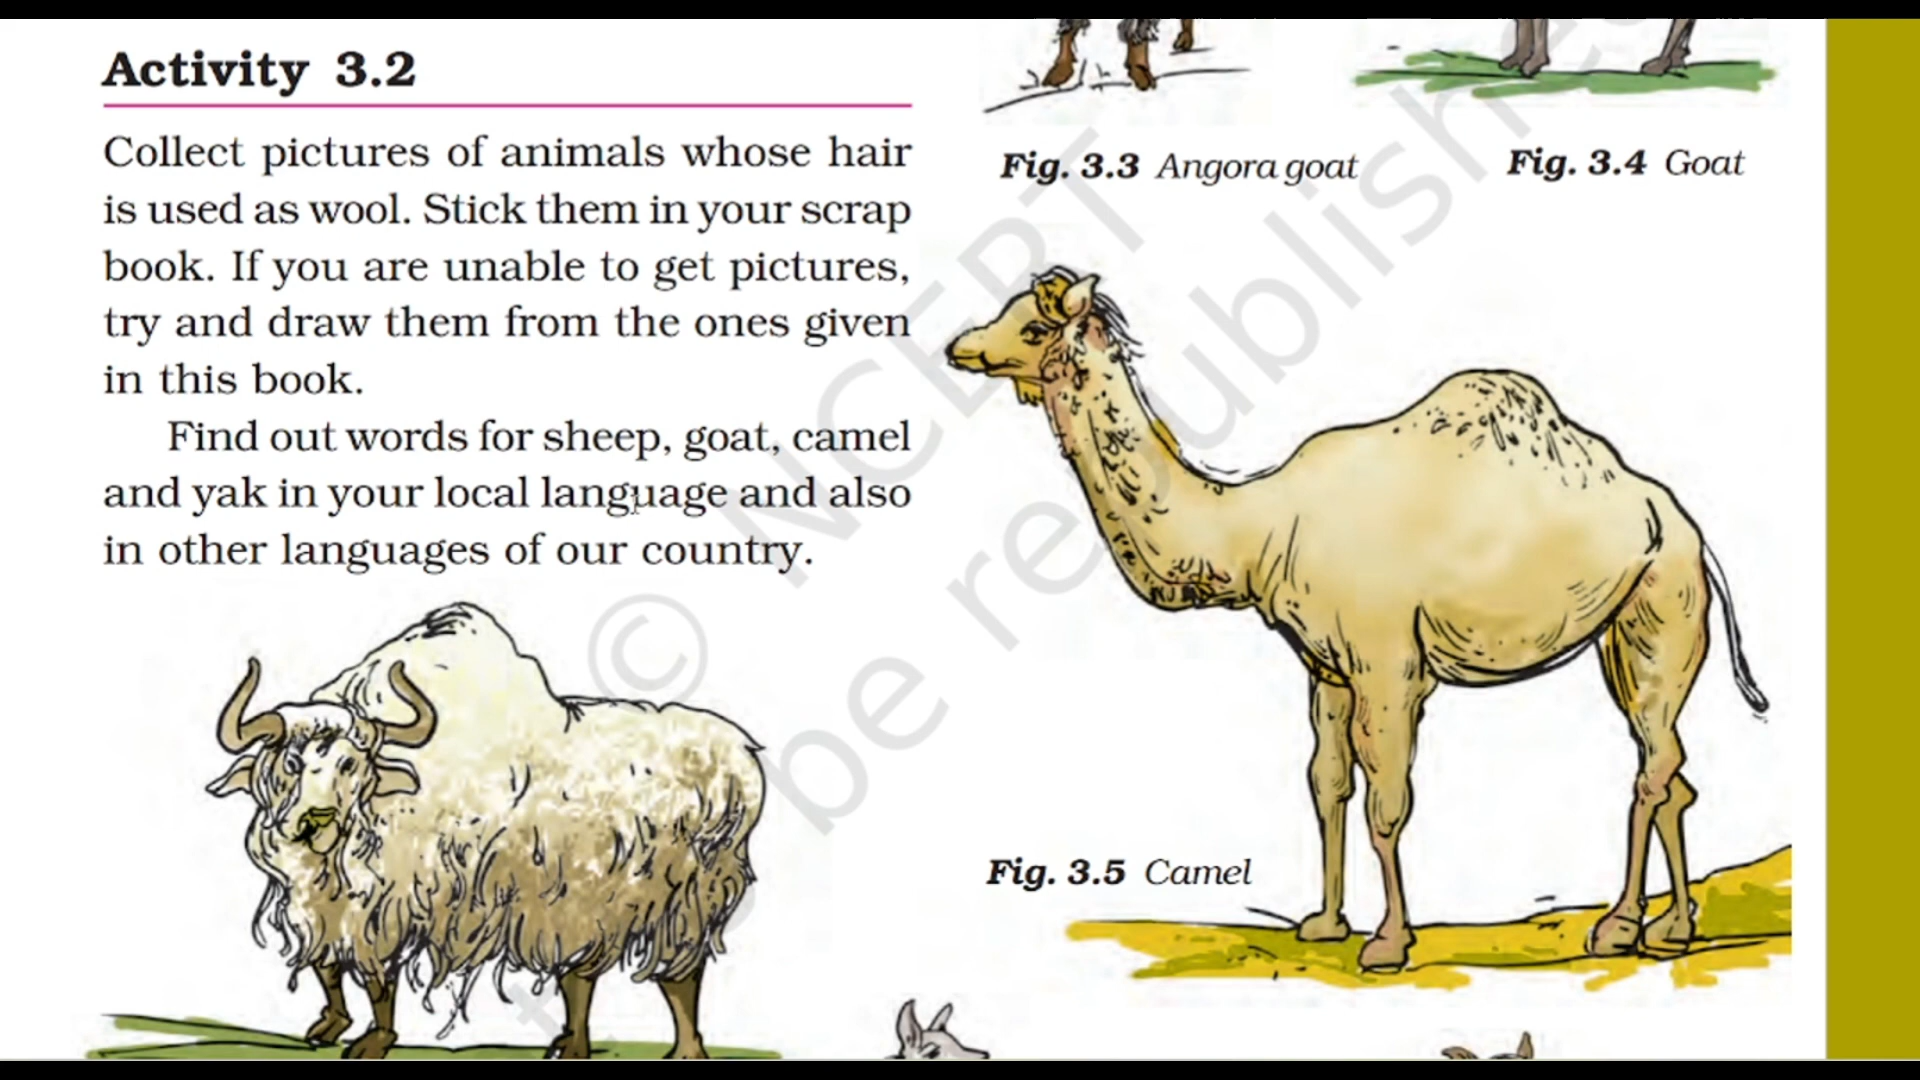 Activity 3.2
Collect pictures of animals whose hair
is used as wool. Stick them in your scrap
book. If you are unable to get pictures,
try and draw them from the ones given
in this book.
Find out words for sheep, goat, camel
and yak in your local language and also
in other languages of our country.
Fig. 3.3 Angora goat
Fig. 3.4 Goat
Fig. 3.5 Camel
© NCERT
be republishe